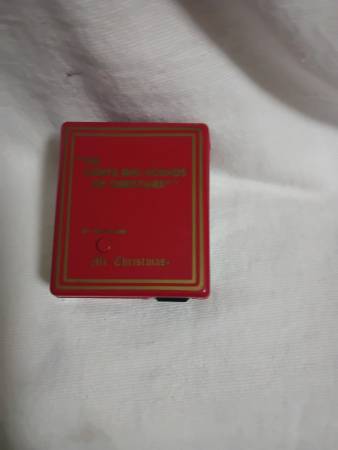 "THE
LIGHTS AND SOUNDS
OF CHRISTMAS"
Mr. Christmas